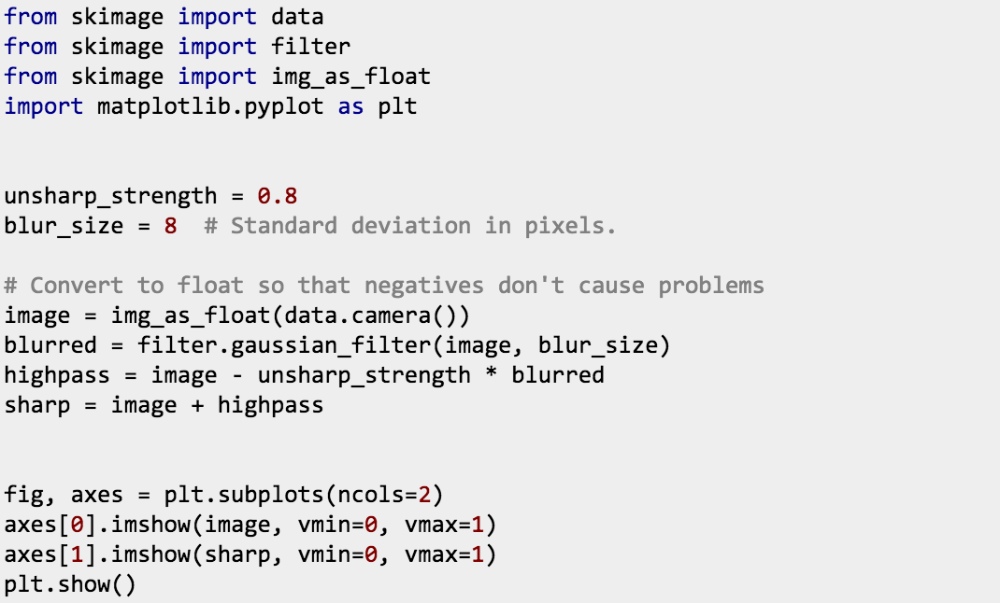 from skimage import data
from skimage import filter
from skimage import img_as_float
import matplotlib.pyplot as plt
unsharp_strength = 0.8
blur_size = 8  # Standard deviation in pixels.
# Convert to float so that negatives don't cause problems
image = img_as_float(data.camera())
blurred = filter.gaussian_filter(image, blur_size)
highpass = image - unsharp_strength * blurred
sharp = image + highpass
fig, axes = plt.subplots(ncols=2)
axes[0].imshow(image, vmin=0, vmax=1)
axes[1].imshow(sharp, vmin=0, vmax=1)
plt.show()